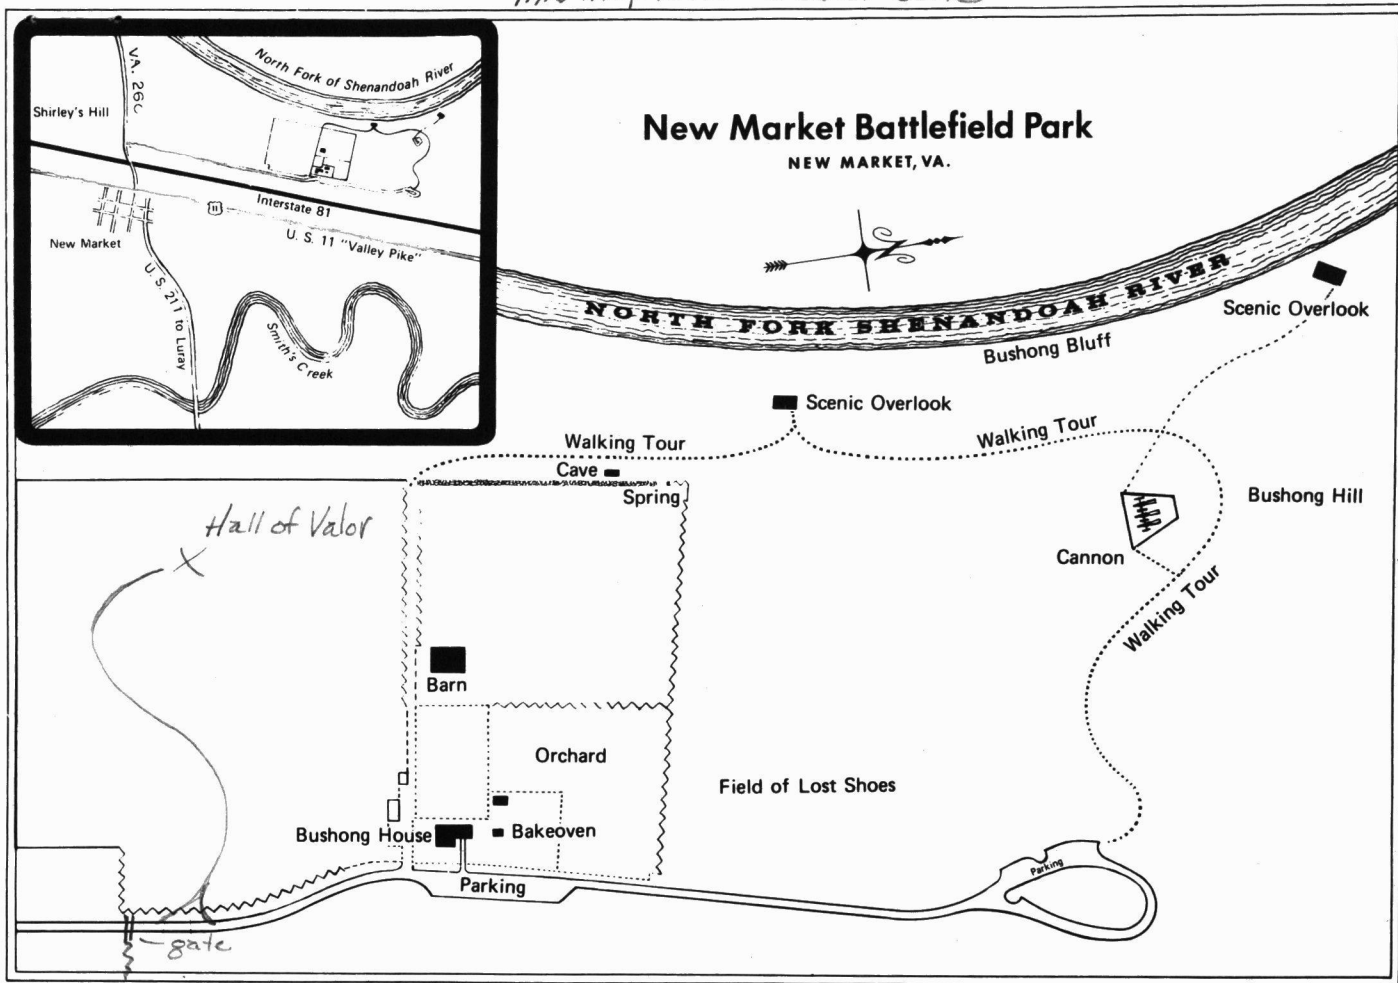 New Market Battlefield Park
NEW MARKET, VA.
North Fork of Shenandoah River
VA. 260
Shirley's Hill
Interstate 81
11
U. S. 11 "Valley Pike"
New Market
U. S. 211 to Luray
Smith's Creek
NORTH FORK SHENANDOAH RIVER
Scenic Overlook
Bushong Bluff
Scenic Overlook
Walking Tour
Walking Tour
Cave
Spring
Bushong Hill
Hall of Valor
Cannon
Walking Tour
Barn
Orchard
Field of Lost Shoes
Bushong House
Bakeoven
Parking
Parking
gate